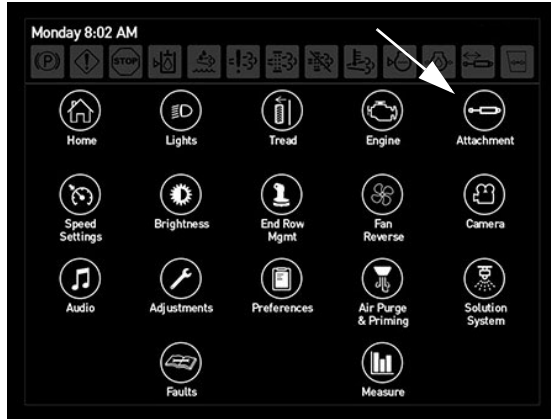 Monday 8:02 AM
(P) STOP
Home Lights Tread Engine Attachment
Speed Settings Brightness End Row Mgmt Fan Reverse Camera
Audio Adjustments Preferences Air Purge & Priming Solution System
Faults Measure